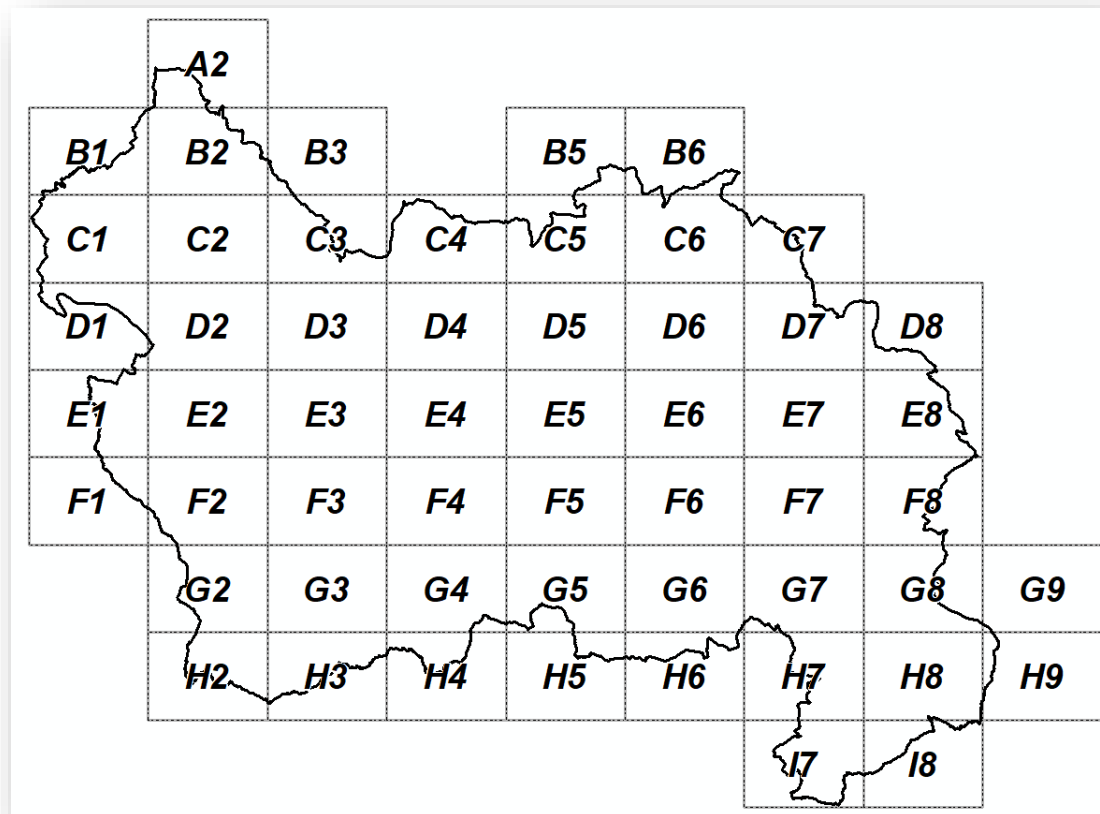 A2
B1 B2 B3 B5 B6
C1 C2 C3 C4 C5 C6 C7
D1 D2 D3 D4 D5 D6 D7 D8
E1 E2 E3 E4 E5 E6 E7 E8
F1 F2 F3 F4 F5 F6 F7 F8
G2 G3 G4 G5 G6 G7 G8 G9
H2 H3 H4 H5 H6 H7 H8 H9
I7 I8